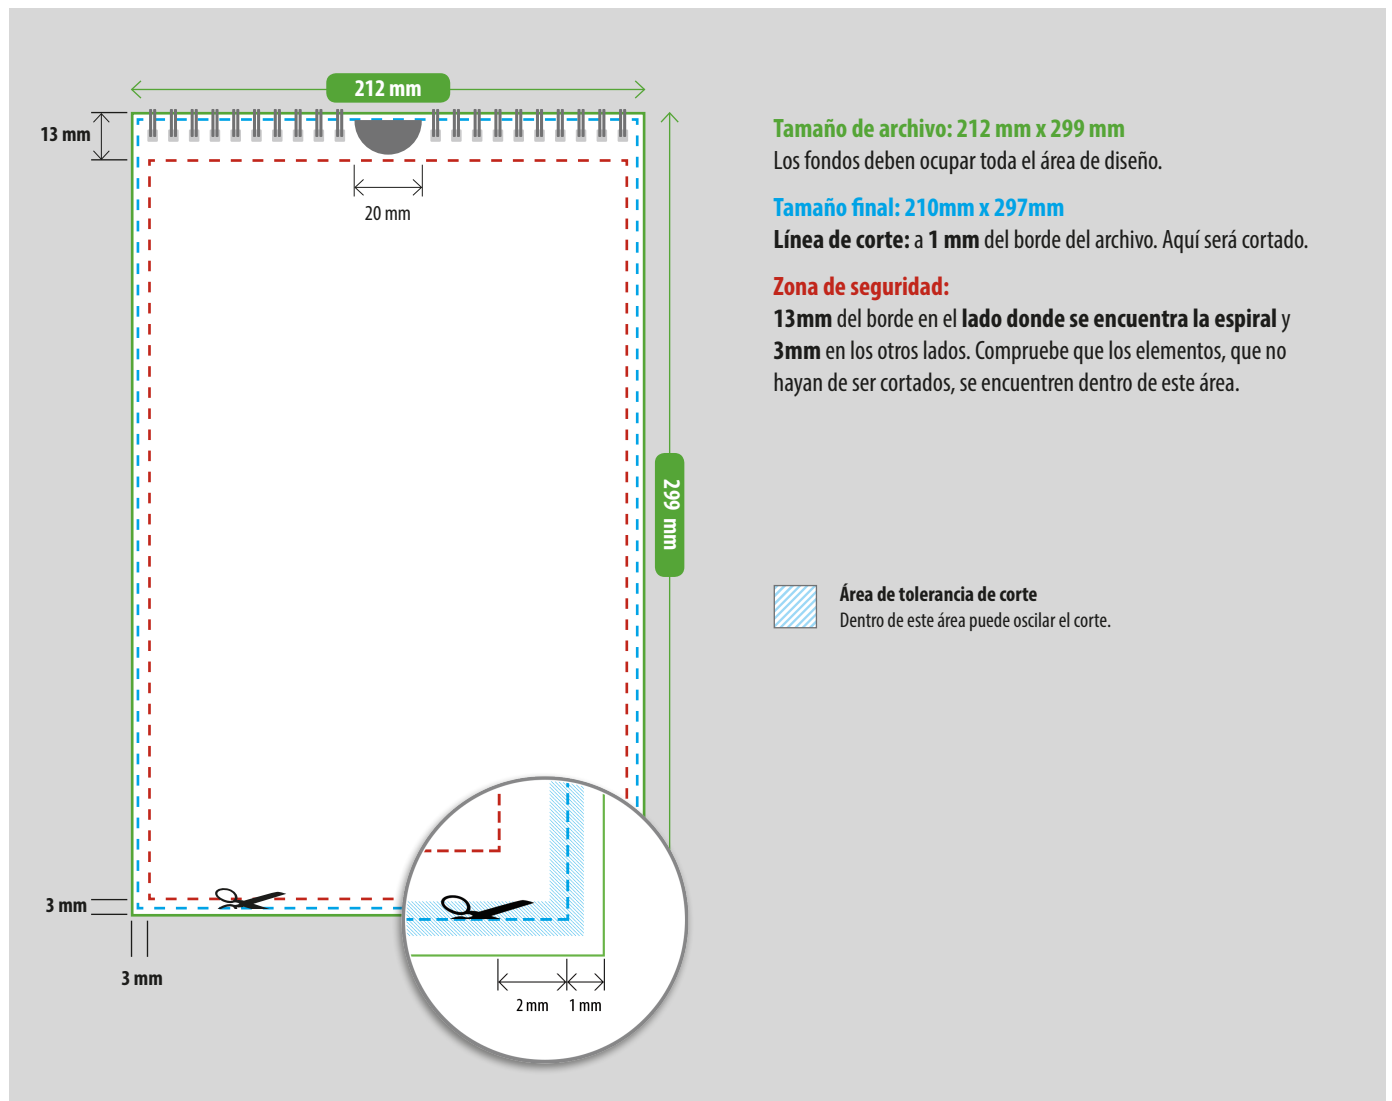 212 mm
13 mm
20 mm
299 mm
3 mm
3 mm
2 mm
1 mm
Tamaño de archivo: 212 mm x 299 mm
Los fondos deben ocupar toda el área de diseño.
Tamaño final: 210mm x 297mm
Línea de corte: a 1 mm del borde del archivo. Aquí será cortado.
Zona de seguridad:
13mm del borde en el lado donde se encuentra la espiral y
3mm en los otros lados. Compruebe que los elementos, que no
hayan de ser cortados, se encuentren dentro de este área.
Área de tolerancia de corte
Dentro de este área puede oscilar el corte.